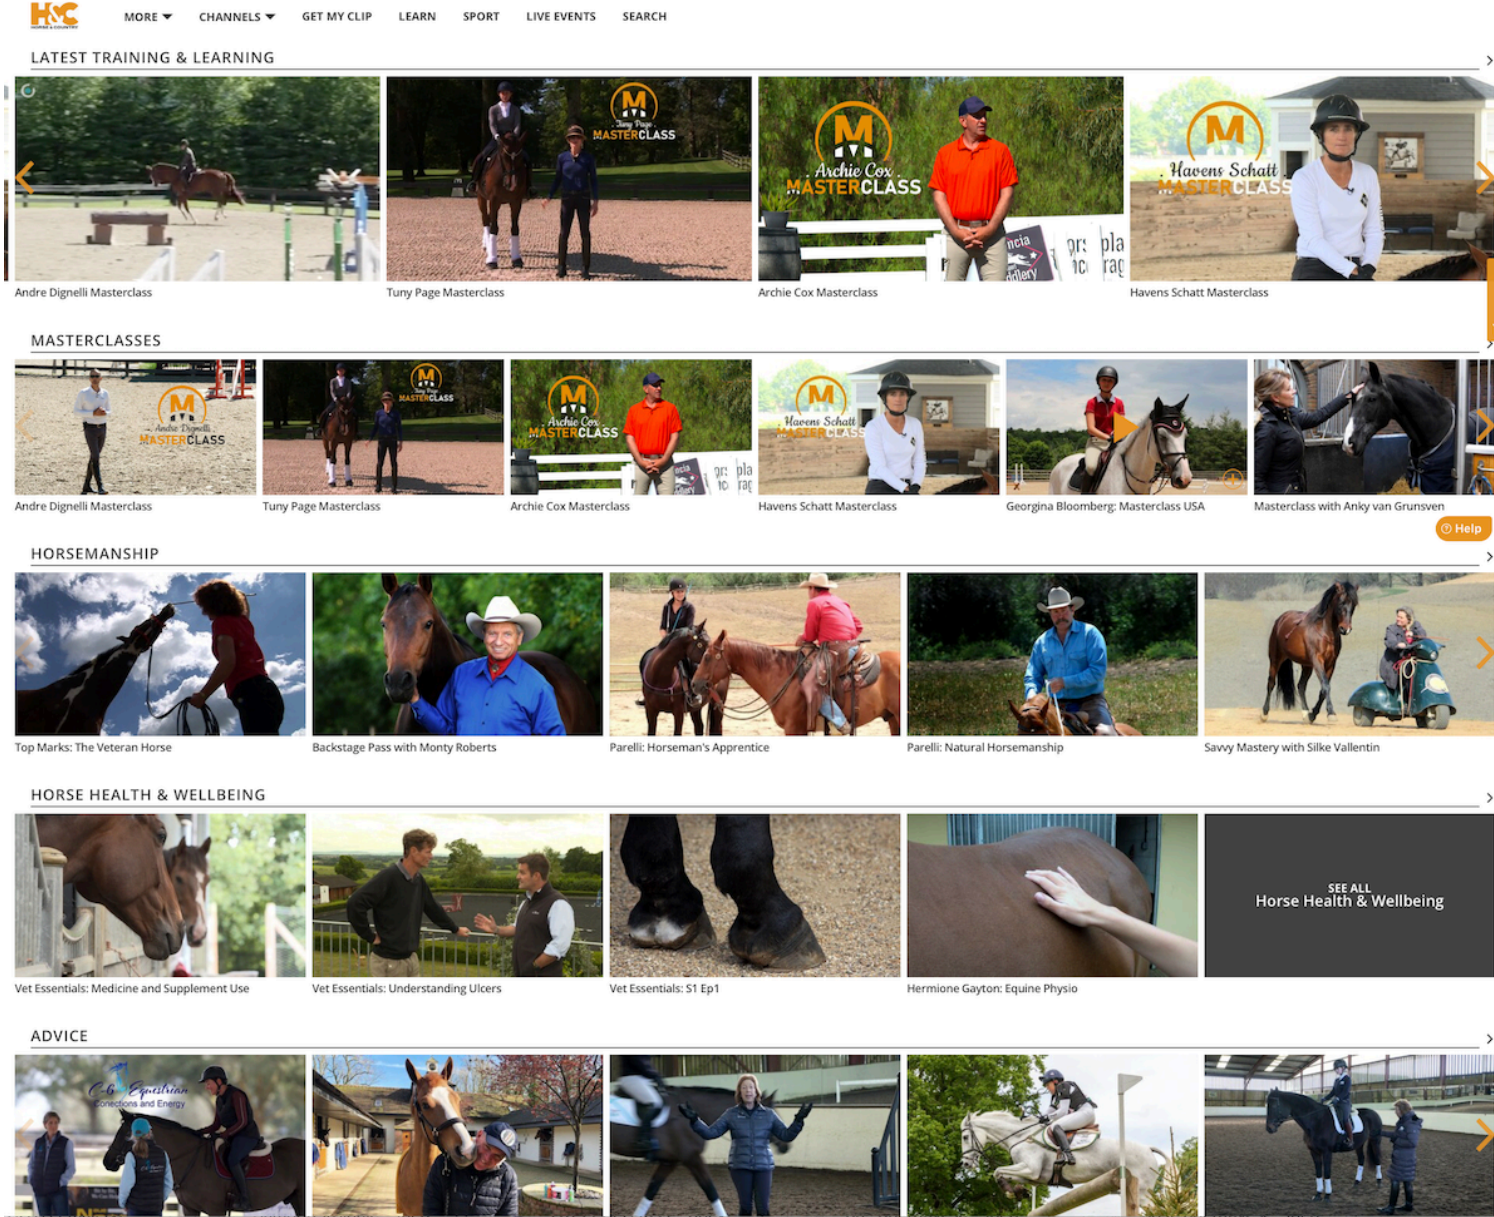 H&C
HORSE & COUNTRY
MORE
CHANNELS
GET MY CLIP
LEARN
SPORT
LIVE EVENTS
SEARCH
LATEST TRAINING & LEARNING
M
Tuny Page
MASTERCLASS
M
Archie Cox
MASTERCLASS
M
Havens Schatt
MASTERCLASS
Andre Dignelli Masterclass
Tuny Page Masterclass
Archie Cox Masterclass
Havens Schatt Masterclass
MASTERCLASSES
M
Andre Dignelli
MASTERCLASS
M
Tuny Page
MASTERCLASS
M
Archie Cox
MASTERCLASS
M
Havens Schatt
MASTERCLASS
Andre Dignelli Masterclass
Tuny Page Masterclass
Archie Cox Masterclass
Havens Schatt Masterclass
Georgina Bloomberg: Masterclass USA
Masterclass with Anky van Grunsven
Help
HORSEMANSHIP
Top Marks: The Veteran Horse
Backstage Pass with Monty Roberts
Parelli: Horseman's Apprentice
Parelli: Natural Horsemanship
Savvy Mastery with Silke Vallentin
HORSE HEALTH & WELLBEING
SEE ALL
Horse Health & Wellbeing
Vet Essentials: Medicine and Supplement Use
Vet Essentials: Understanding Ulcers
Vet Essentials: S1 Ep1
Hermione Gayton: Equine Physio
ADVICE
C-6 Equestrian
Conections and Energy